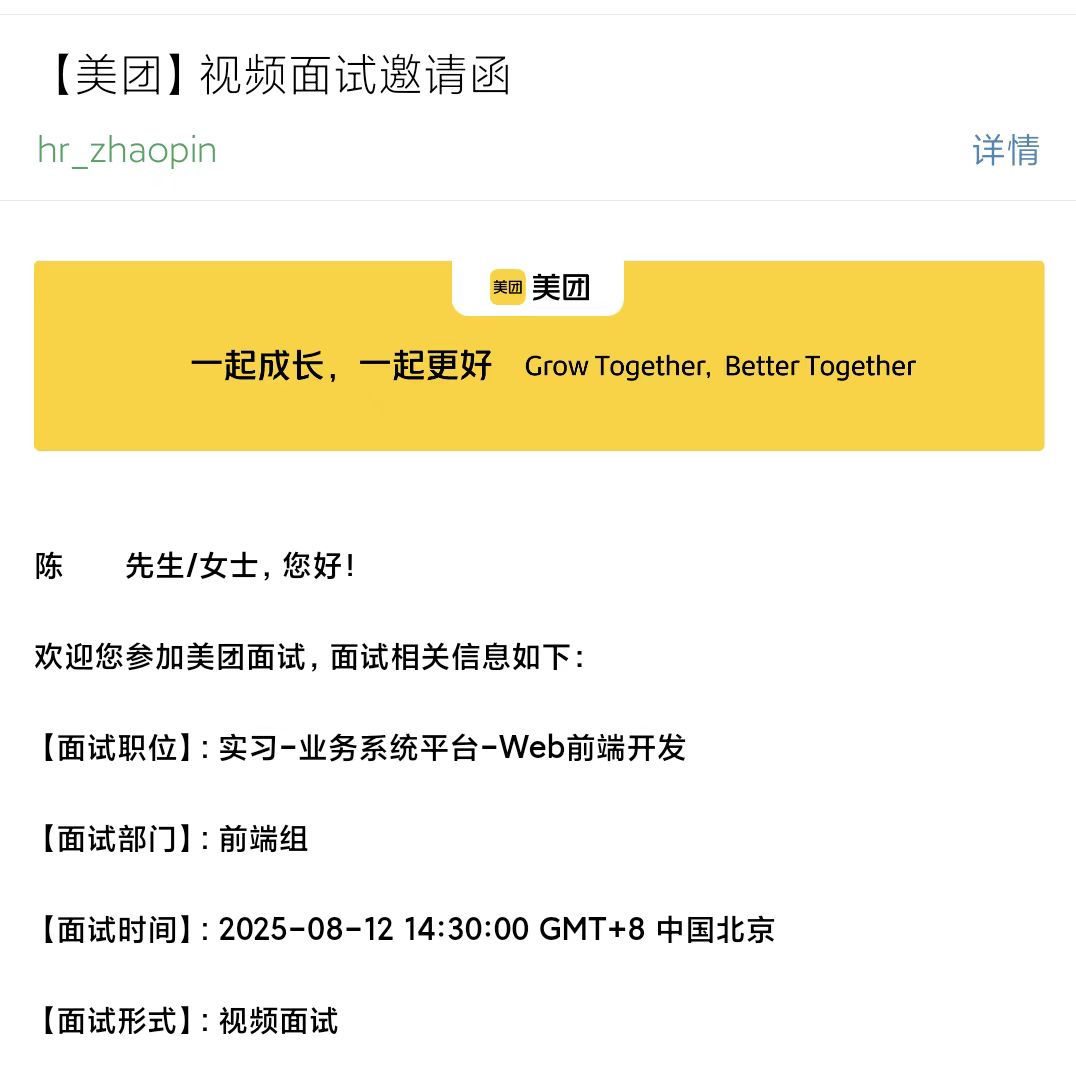 【美团】视频面试邀请函
hr_zhaopin 详情
美团 美团
一起成长，一起更好 Grow Together, Better Together
陈 先生/女士，您好！
欢迎您参加美团面试，面试相关信息如下：
【面试职位】: 实习-业务系统平台-Web前端开发
【面试部门】: 前端组
【面试时间】: 2025-08-12 14:30:00 GMT+8 中国北京
【面试形式】: 视频面试